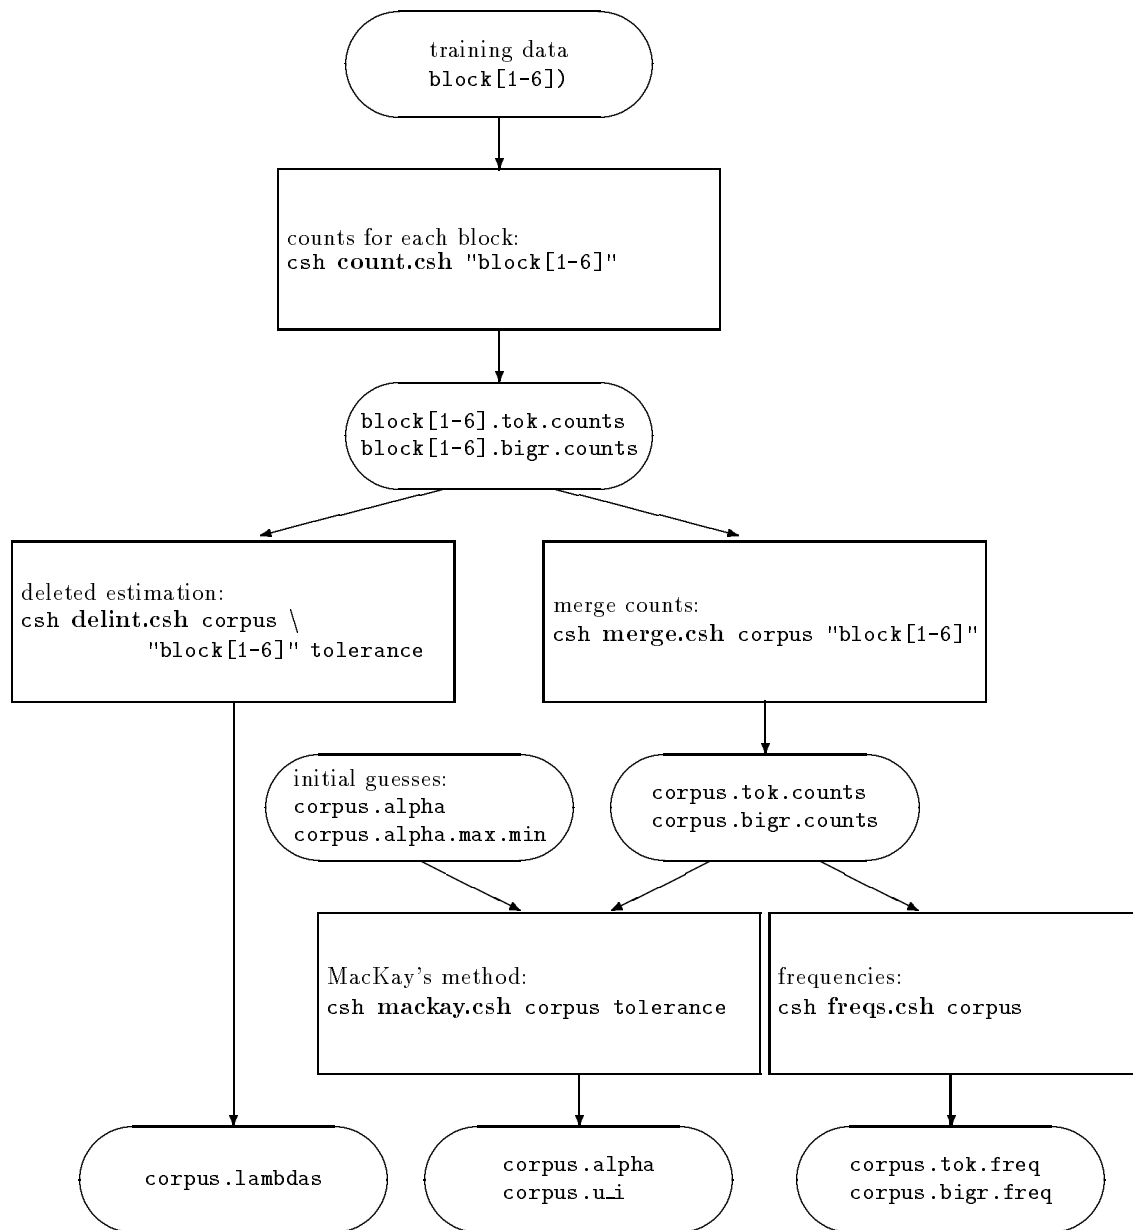 training data
block[1-6])
counts for each block:
csh count.csh "block[1-6]"
block[1-6].tok.counts
block[1-6].bigr.counts
deleted estimation:
csh delint.csh corpus \
"block[1-6]" tolerance
merge counts:
csh merge.csh corpus "block[1-6]"
initial guesses:
corpus.alpha
corpus.alpha.max.min
corpus.tok.counts
corpus.bigr.counts
MacKay's method:
csh mackay.csh corpus tolerance
frequencies:
csh freqs.csh corpus
corpus.lambdas
corpus.alpha
corpus.u_i
corpus.tok.freq
corpus.bigr.freq